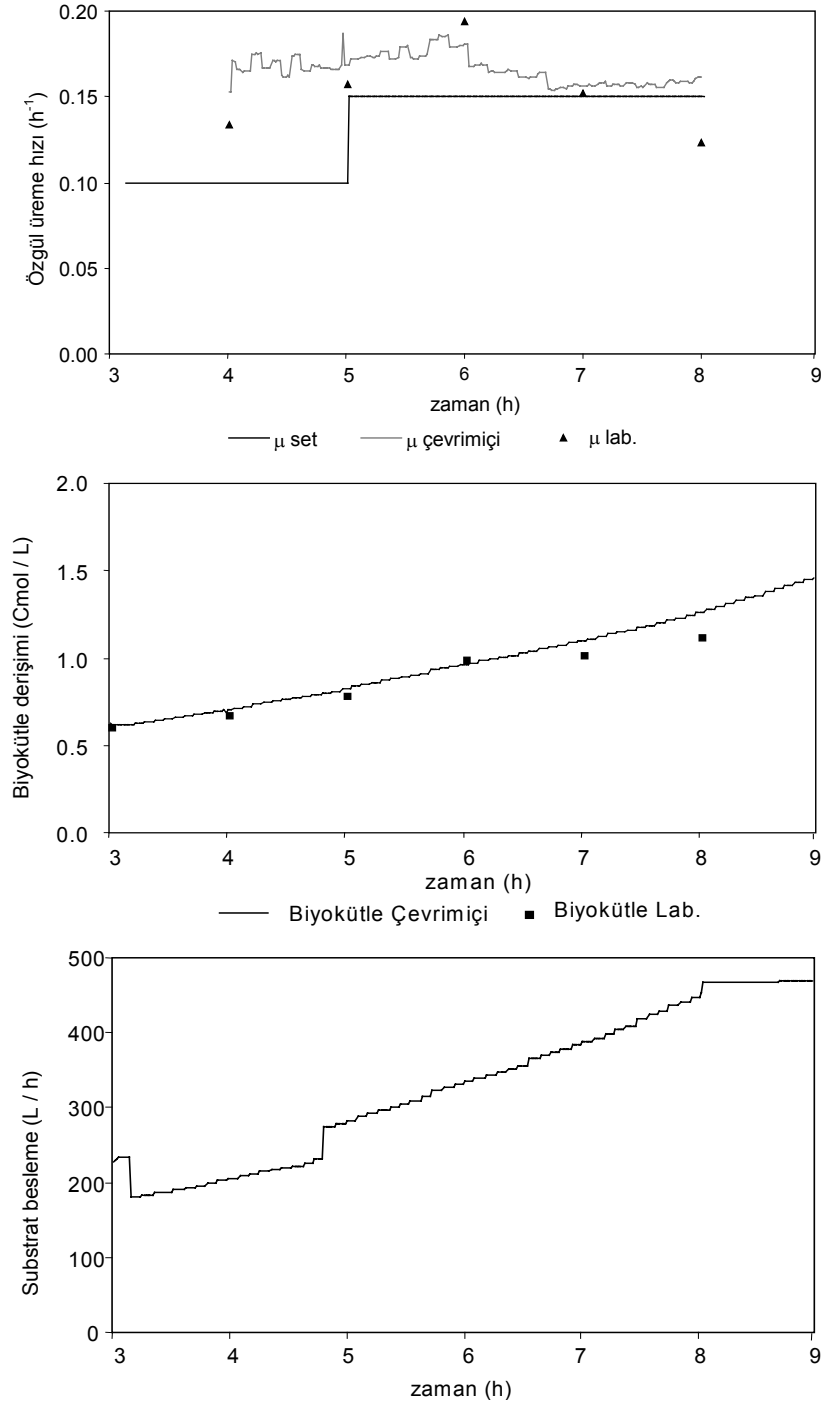 Özgül üreme hızı (h⁻¹)
0.20
0.15
0.10
0.05
0.00
3 4 5 6 7 8 9
zaman (h)
μ set μ çevrimiçi μ lab.
Biyokütle derişimi (Cmol / L)
2.0
1.5
1.0
0.5
0.0
3 4 5 6 7 8 9
zaman (h)
Biyokütle Çevrimiçi Biyokütle Lab.
Substrat besleme (L / h)
500
400
300
200
100
0
3 4 5 6 7 8 9
zaman (h)